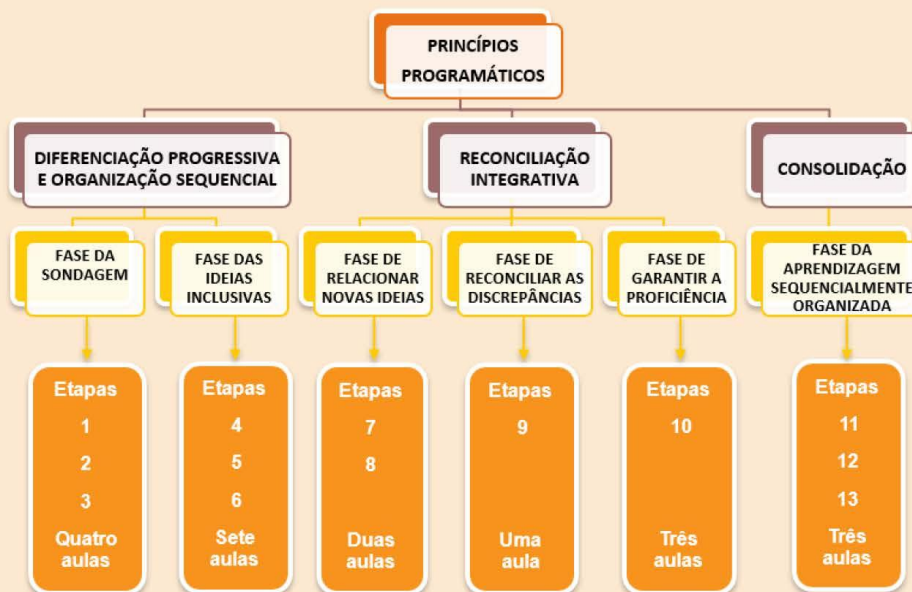 PRINCÍPIOS
PROGRAMÁTICOS
DIFERENCIAÇÃO PROGRESSIVA
E ORGANIZAÇÃO SEQUENCIAL
RECONCILIAÇÃO
INTEGRATIVA
CONSOLIDAÇÃO
FASE DA
SONDAGEM
FASE DAS
IDEIAS
INCLUSIVAS
FASE DE
RELACIONAR
NOVAS IDEIAS
FASE DE
RECONCILIAR AS
DISCREPÂNCIAS
FASE DE
GARANTIR A
PROFICIÊNCIA
FASE DA
APRENDIZAGEM
SEQUENCIALMENTE
ORGANIZADA
Etapas
1
2
3
Quatro
aulas
Etapas
4
5
6
Sete
aulas
Etapas
7
8
Duas
aulas
Etapas
9
Uma
aula
Etapas
10
Três
aulas
Etapas
11
12
13
Três
aulas